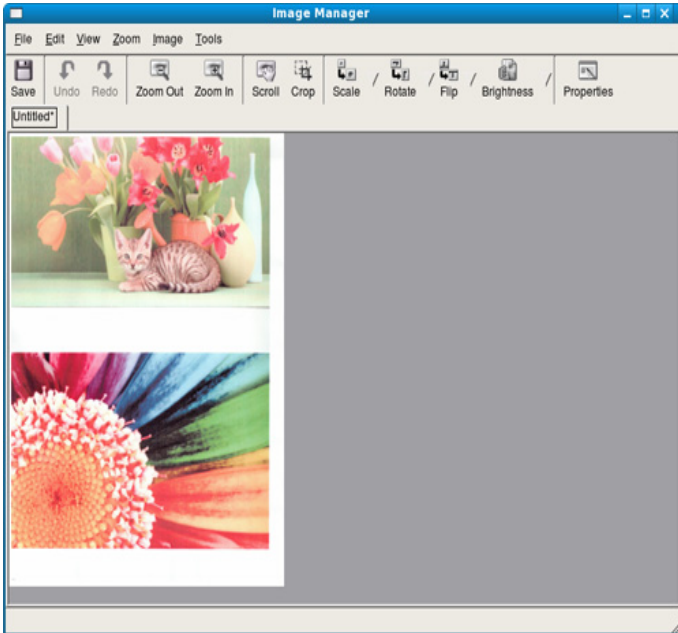 Image Manager
File Edit View Zoom Image Tools
Save Undo Redo Zoom Out Zoom In Scroll Crop Scale / Rotate / Flip / Brightness / Properties
Untitled*